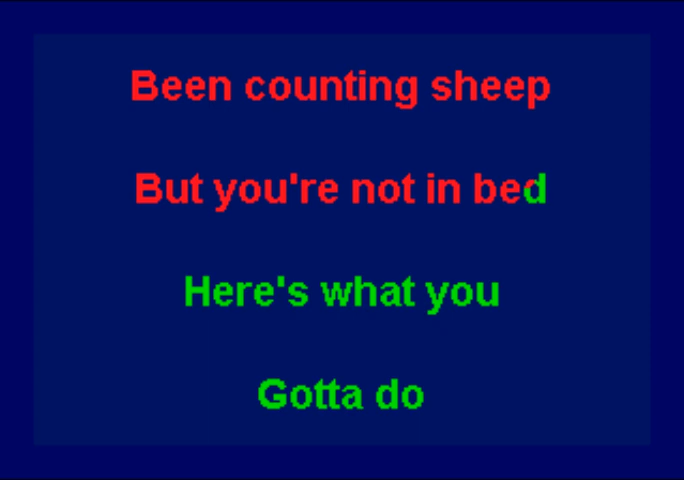 Been counting sheep
But you're not in bed
Here's what you
Gotta do